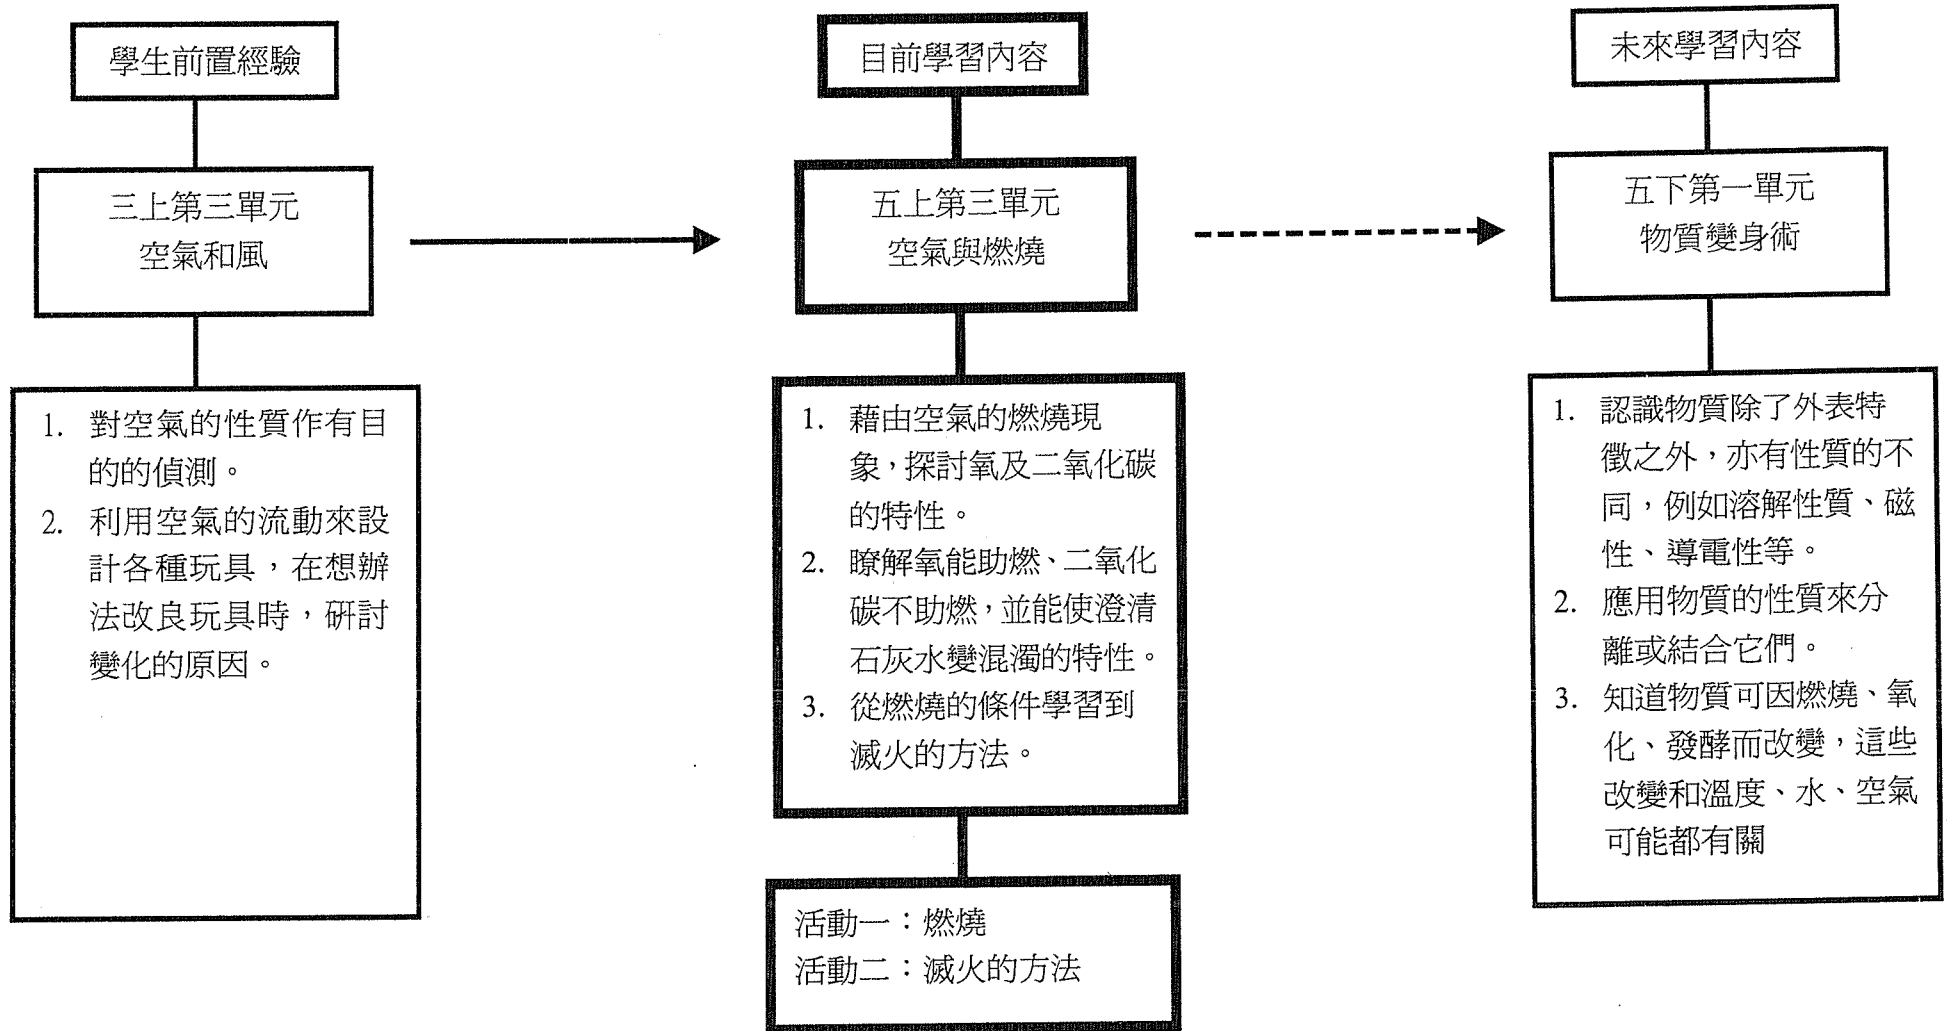 學生前置經驗
三上第三單元
空氣和風
1. 對空氣的性質作有目
的的偵測。
2. 利用空氣的流動來設
計各種玩具，在想辦
法改良玩具時，研討
變化的原因。
目前學習內容
五上第三單元
空氣與燃燒
1. 藉由空氣的燃燒現
象，探討氧及二氧化碳
的特性。
2. 瞭解氧能助燃、二氧化
碳不助燃，並能使澄清
石灰水變混濁的特性。
3. 從燃燒的條件學習到
滅火的方法。
活動一：燃燒
活動二：滅火的方法
未來學習內容
五下第一單元
物質變身術
1. 認識物質除了外表特
徵之外，亦有性質的不
同，例如溶解性質、磁
性、導電性等。
2. 應用物質的性質來分
離或結合它們。
3. 知道物質可因燃燒、氧
化、發酵而改變，這些
改變和溫度、水、空氣
可能都有關